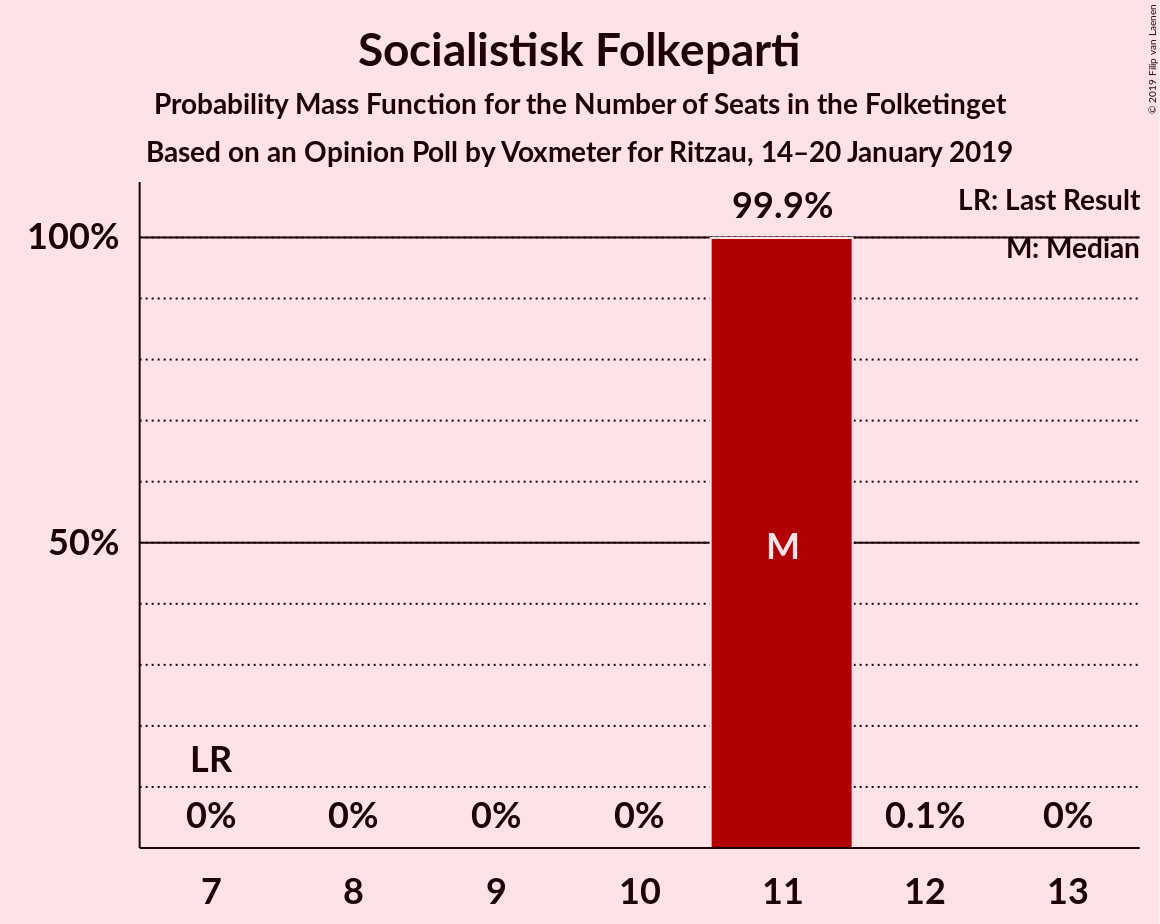 Socialistisk Folkeparti
Probability Mass Function for the Number of Seats in the Folketinget
Based on an Opinion Poll by Voxmeter for Ritzau, 14–20 January 2019
© 2019 Filip van Laenen
LR: Last Result
M: Median
99.9%
100%
50%
M
LR
0% 0% 0% 0% 0.1% 0%
7 8 9 10 11 12 13